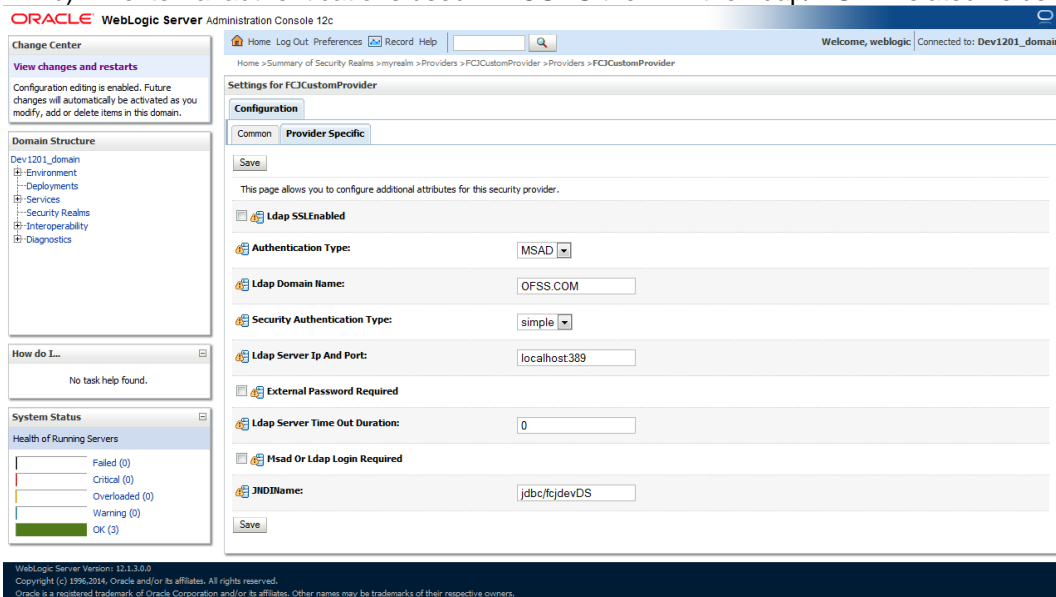 ORACLE WebLogic Server Administration Console 12c
Change Center
View changes and restarts
Configuration editing is enabled. Future
changes will automatically be activated as you
modify, add or delete items in this domain.
Domain Structure
Dev1201_domain
Environment
Deployments
Services
Security Realms
Interoperability
Diagnostics
How do I...
No task help found.
System Status
Health of Running Servers
Failed (0)
Critical (0)
Overloaded (0)
Warning (0)
OK (3)
Home Log Out Preferences Record Help
Welcome, weblogic Connected to: Dev1201_domain
Home >Summary of Security Realms >myrealm >Providers >FCJCustomProvider >Providers >FCJCustomProvider
Settings for FCJCustomProvider
Configuration
Common Provider Specific
Save
This page allows you to configure additional attributes for this security provider.
Ldap SSLEnabled
Authentication Type: MSAD
Ldap Domain Name: OFSS.COM
Security Authentication Type: simple
Ldap Server Ip And Port: localhost:389
External Password Required
Ldap Server Time Out Duration: 0
Msad Or Ldap Login Required
JNDIName: jdbc/fcjdevDS
Save
WebLogic Server Version: 12.1.3.0.0
Copyright (c) 1996,2014, Oracle and/or its affiliates. All rights reserved.
Oracle is a registered trademark of Oracle Corporation and/or its affiliates. Other names may be trademarks of their respective owners.